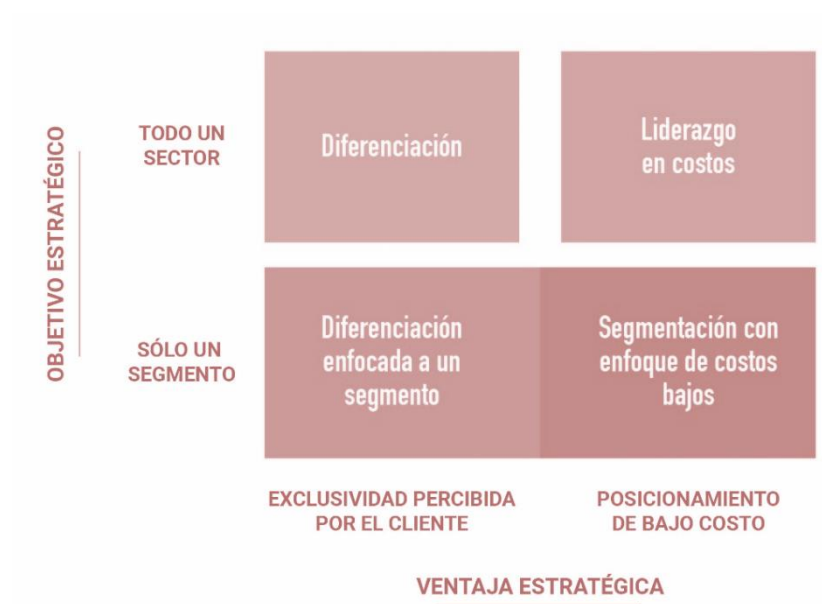 OBJETIVO ESTRATÉGICO
TODO UN
SECTOR
Diferenciación
Liderazgo
en costos
SÓLO UN
SEGMENTO
Diferenciación
enfocada a un
segmento
Segmentación con
enfoque de costos
bajos
EXCLUSIVIDAD PERCIBIDA
POR EL CLIENTE
POSICIONAMIENTO
DE BAJO COSTO
VENTAJA ESTRATÉGICA